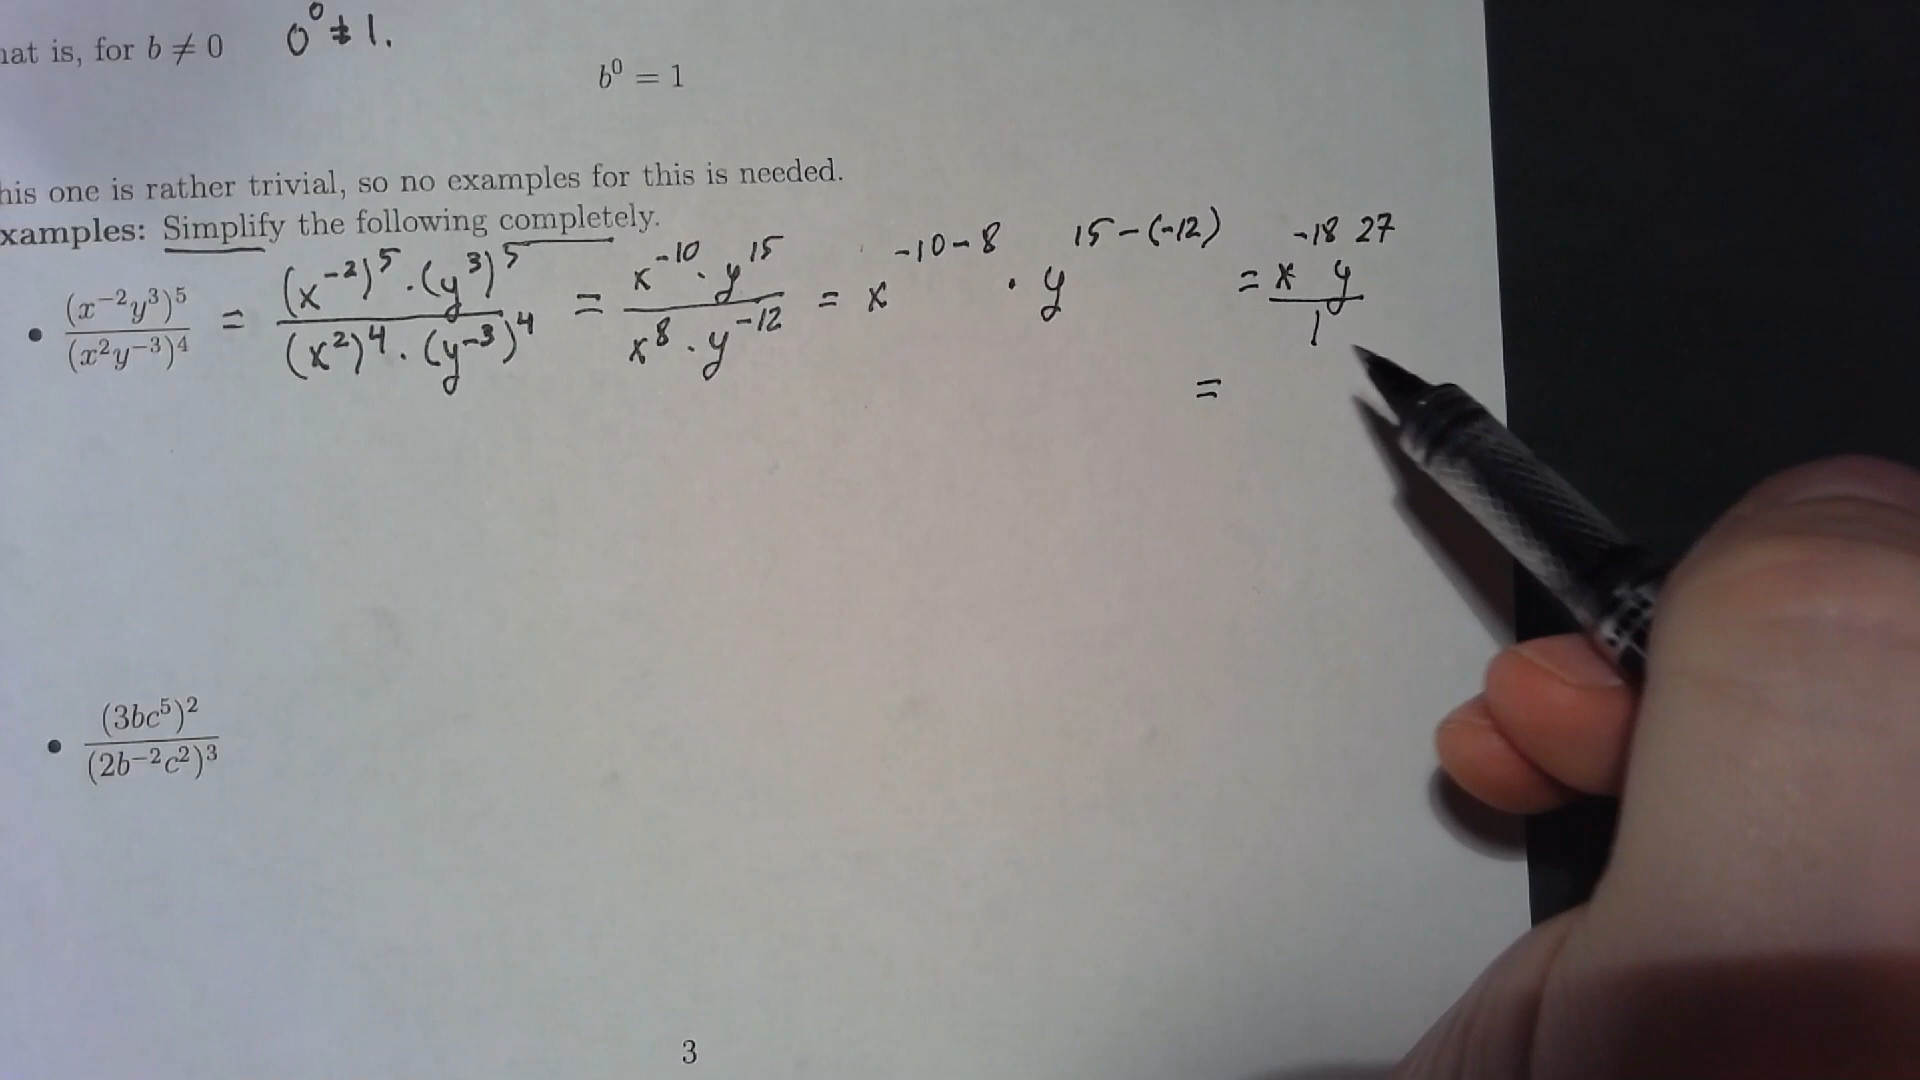 hat is, for b ≠ 0 0⁰ ≠ 1.
b⁰ = 1
his one is rather trivial, so no examples for this is needed.
xamples: Simplify the following completely.
• (x⁻²y³)⁵ / (x²y⁻³)⁴ = (x⁻²)⁵ · (y³)⁵ / (x²)⁴ · (y⁻³)⁴ = x⁻¹⁰ · y¹⁵ / x⁸ · y⁻¹² = x⁻¹⁰⁻⁸ · y¹⁵⁻⁽⁻¹²⁾ = x⁻¹⁸ y²⁷ / 1
=
• (3bc⁵)² / (2b⁻²c²)³
3